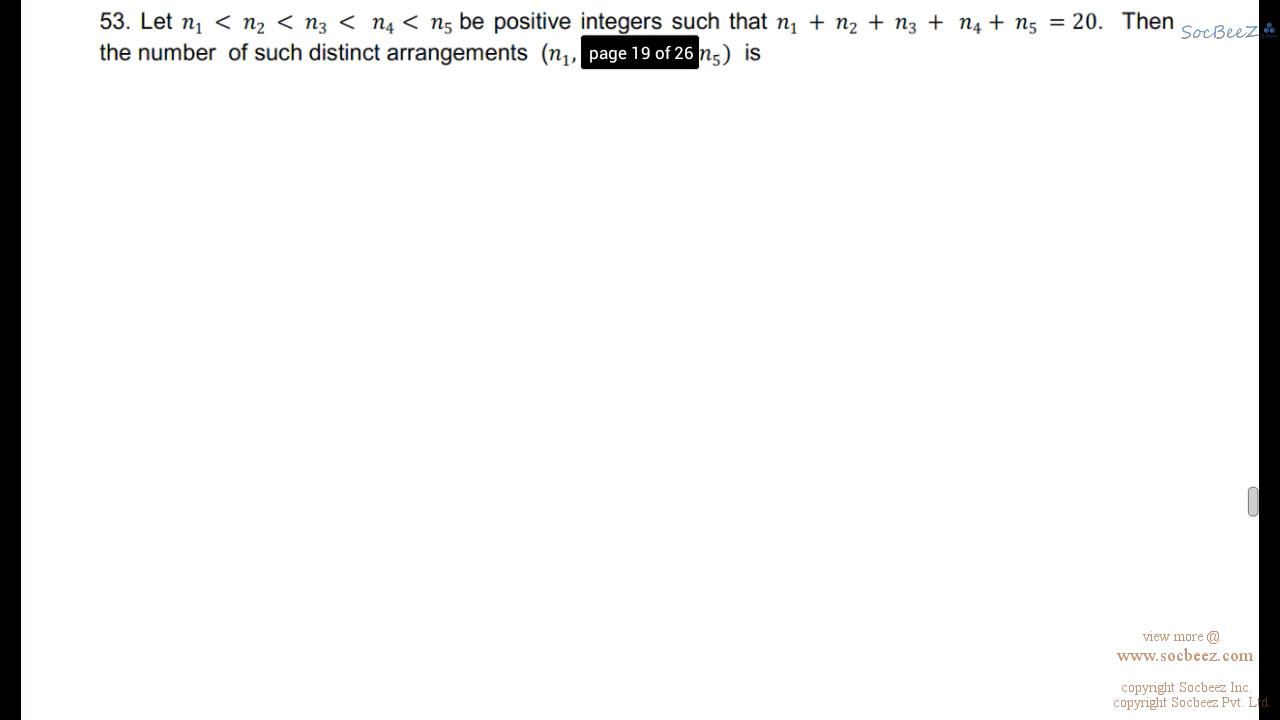 53. Let n₁ < n₂ < n₃ < n₄ < n₅ be positive integers such that n₁ + n₂ + n₃ + n₄ + n₅ = 20. Then
the number of such distinct arrangements (n₁, page 19 of 26 n₅) is
SocBeeZ
view more @
www.socbeez.com
copyright Socbeez Inc.
copyright Socbeez Pvt. Ltd.